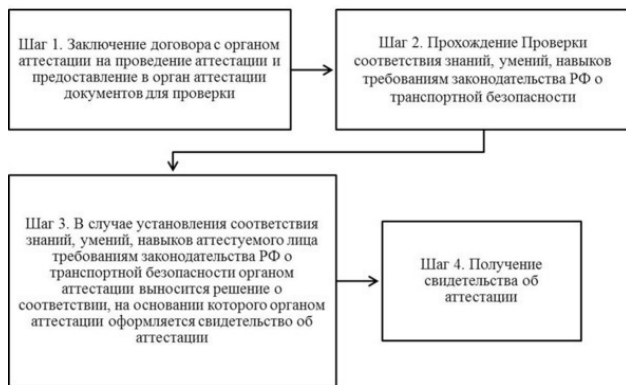 Шаг 1. Заключение договора с органом
аттестации на проведение аттестации и
предоставление в орган аттестации
документов для проверки
Шаг 2. Прохождение Проверки
соответствия знаний, умений, навыков
требованиям законодательства РФ о
транспортной безопасности
Шаг 3. В случае установления соответствия
знаний, умений, навыков аттестуемого лица
требованиям законодательства РФ о
транспортной безопасности органом
аттестации выносится решение о
соответствии, на основании которого органом
аттестации оформляется свидетельство об
аттестации
Шаг 4. Получение
свидетельства об
аттестации